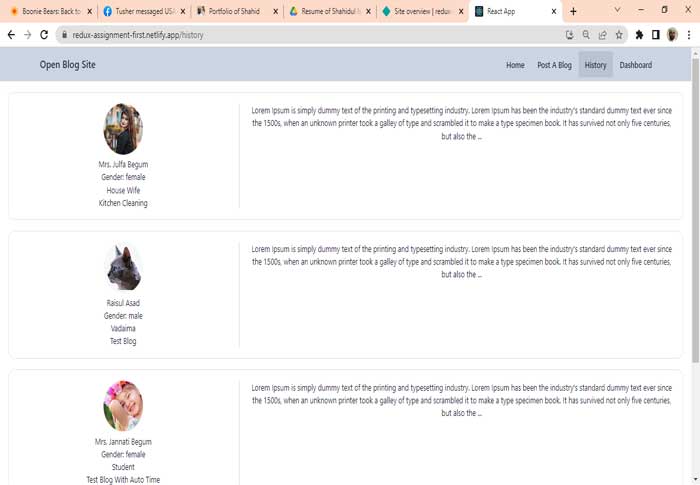 Boonie Bears: Back to
Tusher messaged USA
Portfolio of Shahid
Resume of Shahidul
Site overview | redux-
React App
redux-assignment-first.netlify.app/history
Open Blog Site
Home
Post A Blog
History
Dashboard
Mrs. Julfa Begum
Gender: female
House Wife
Kitchen Cleaning
Lorem Ipsum is simply dummy text of the printing and typesetting industry. Lorem Ipsum has been the industry's standard dummy text ever since
the 1500s, when an unknown printer took a galley of type and scrambled it to make a type specimen book. It has survived not only five centuries,
but also the ...
Raisul Asad
Gender: male
Vadaima
Test Blog
Lorem Ipsum is simply dummy text of the printing and typesetting industry. Lorem Ipsum has been the industry's standard dummy text ever since
the 1500s, when an unknown printer took a galley of type and scrambled it to make a type specimen book. It has survived not only five centuries,
but also the ...
Mrs. Jannati Begum
Gender: female
Student
Test Blog With Auto Time
Lorem Ipsum is simply dummy text of the printing and typesetting industry. Lorem Ipsum has been the industry's standard dummy text ever since
the 1500s, when an unknown printer took a galley of type and scrambled it to make a type specimen book. It has survived not only five centuries,
but also the ...